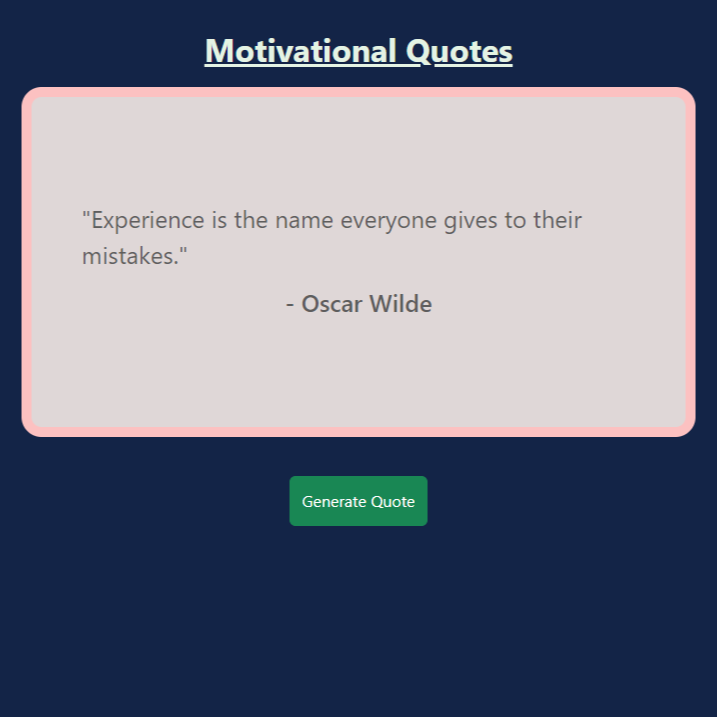 Motivational Quotes
"Experience is the name everyone gives to their
mistakes."
- Oscar Wilde
Generate Quote